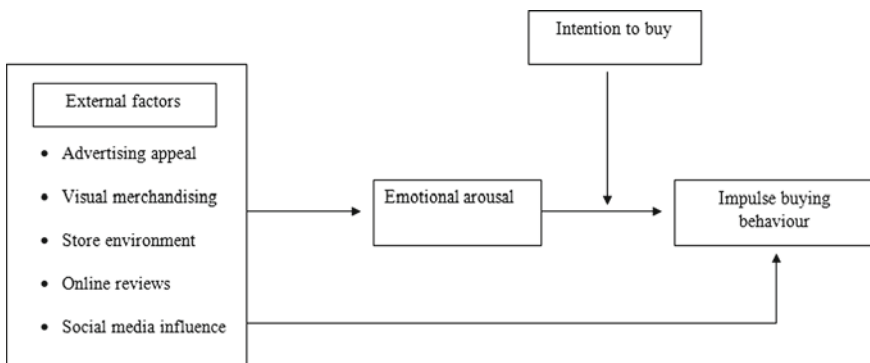 Intention to buy
External factors
• Advertising appeal
• Visual merchandising
• Store environment
• Online reviews
• Social media influence
Emotional arousal
Impulse buying
behaviour